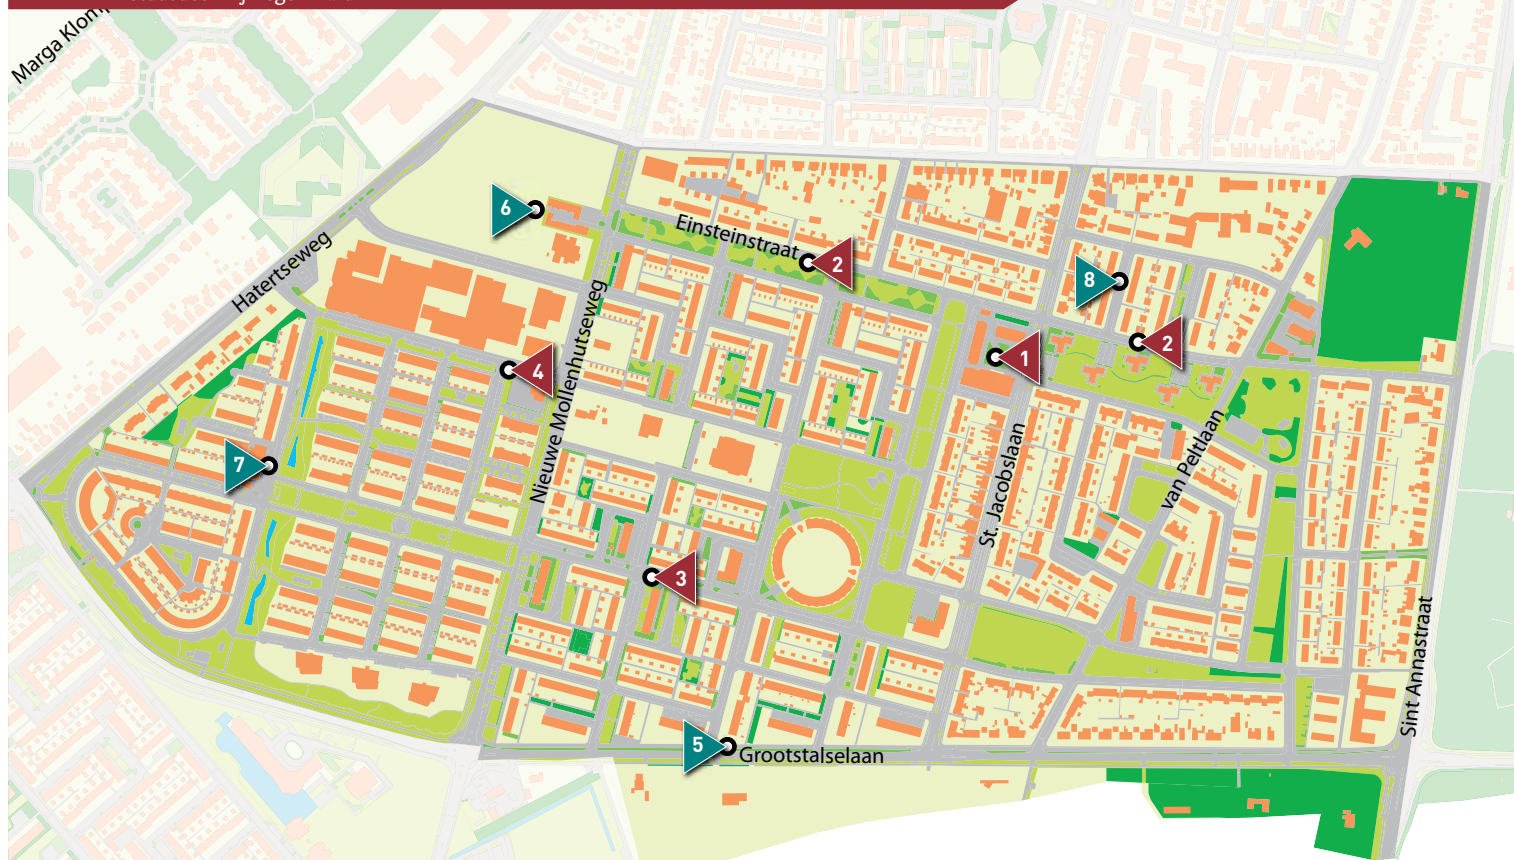 Marga Klomp
6
Einsteinstraat
2
Hatertseweg
8
2
1
4
Nieuwe Mollenhutseweg
St. Jacobslaan
van Peltlaan
7
3
Sint Annastraat
5
Grootstalselaan